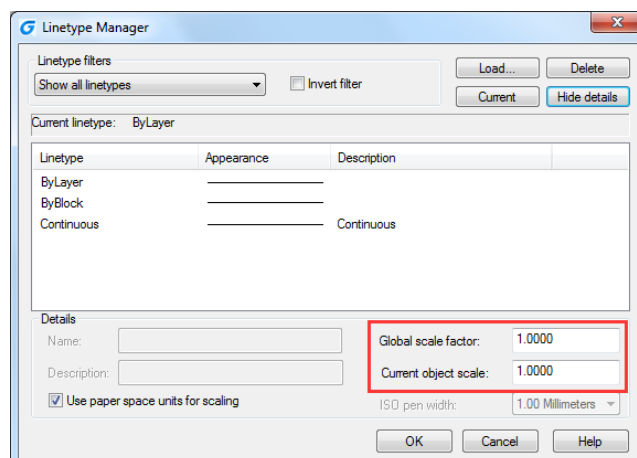 Linetype Manager
Linetype filters
Show all linetypes
Invert filter
Load...
Delete
Current
Hide details
Current linetype: ByLayer
Linetype Appearance Description
ByLayer
ByBlock
Continuous Continuous
Details
Name:
Description:
Use paper space units for scaling
Global scale factor: 1.0000
Current object scale: 1.0000
ISO pen width: 1.00 Millimeters
OK
Cancel
Help